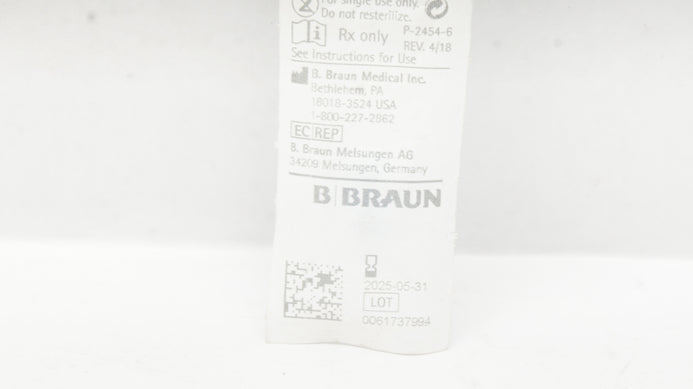 For single use only.
Do not resterilize.
Rx only
P-2454-6
REV. 4/18
See Instructions for Use
B. Braun Medical Inc.
Bethlehem, PA
18018-3524 USA
1-800-227-2862
EC REP
B. Braun Melsungen AG
34209 Melsungen, Germany
B|BRAUN
2025-05-31
LOT
0061737994